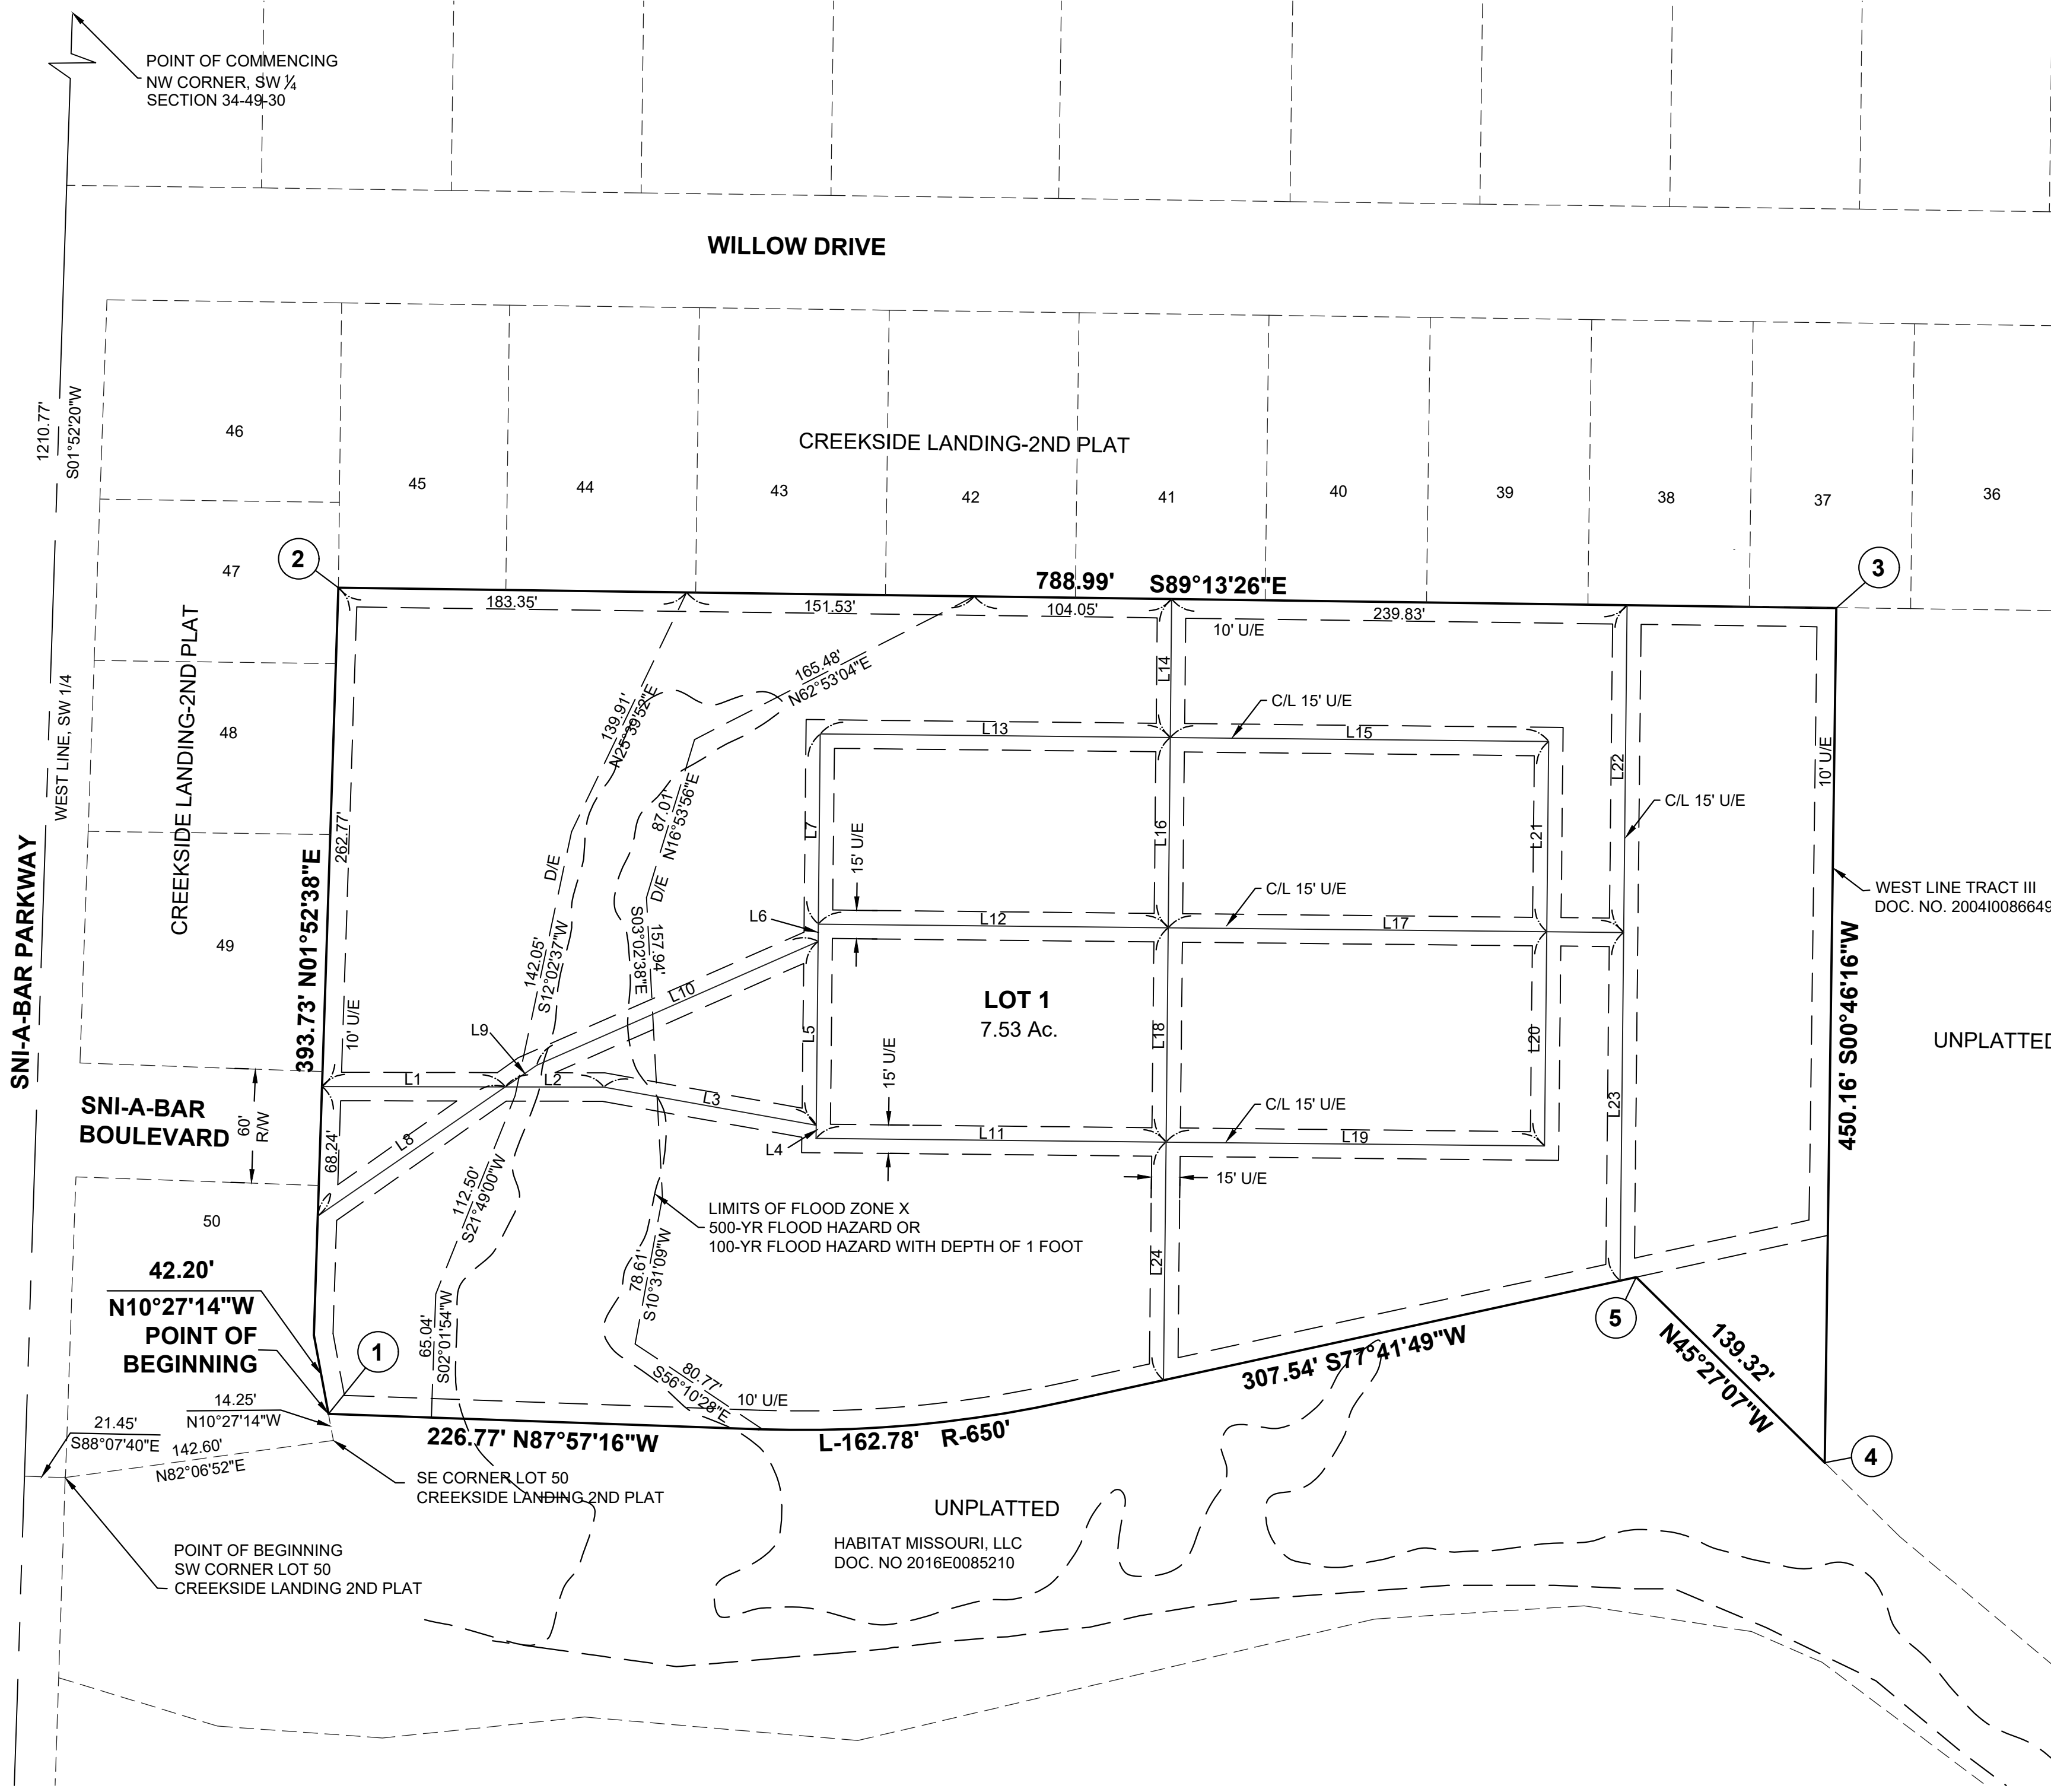 POINT OF COMMENCING
NW CORNER, SW ¼
SECTION 34-49-30
WILLOW DRIVE
1210.77'
S01°52'20"W
46
45
44
43
42
41
40
39
38
37
36
CREEKSIDE LANDING-2ND PLAT
47
48
49
50
CREEKSIDE LANDING-2ND PLAT
WEST LINE, SW 1/4
SNI-A-BAR PARKWAY
2
3
788.99' S89°13'26"E
183.35'
151.53'
104.05'
239.83'
10' U/E
165.48'
N62°53'04"E
139.91'
N25°39'52"E
L14
C/L 15' U/E
L13
L15
L22
10' U/E
C/L 15' U/E
87.01'
N16°53'56"E
L7
15' U/E
L16
L21
262.77'
393.73' N01°52'38"E
D/E
D/E
WEST LINE TRACT III
DOC. NO. 2004I0086649
C/L 15' U/E
L6
L12
L17
S03°02'38"E
157.94'
142.05'
S12°02'37"W
450.16' S00°46'16"W
L10
LOT 1
7.53 Ac.
10' U/E
L9
L5
L18
L20
UNPLATTED
15' U/E
L1
L2
L3
L23
SNI-A-BAR
BOULEVARD
60'
R/W
C/L 15' U/E
L8
L11
L19
L4
68.24'
15' U/E
112.50'
S21°49'00"W
LIMITS OF FLOOD ZONE X
500-YR FLOOD HAZARD OR
100-YR FLOOD HAZARD WITH DEPTH OF 1 FOOT
L24
78.61'
S10°31'09"W
42.20'
N10°27'14"W
POINT OF
BEGINNING
1
65.04'
S02°01'54"W
80.77'
S56°10'28"E
10' U/E
5
307.54' S77°41'49"W
139.32'
N45°27'07"W
14.25'
N10°27'14"W
21.45'
S88°07'40"E
142.60'
N82°06'52"E
226.77' N87°57'16"W
L-162.78' R-650'
4
SE CORNER LOT 50
CREEKSIDE LANDING 2ND PLAT
UNPLATTED
HABITAT MISSOURI, LLC
DOC. NO 2016E0085210
POINT OF BEGINNING
SW CORNER LOT 50
CREEKSIDE LANDING 2ND PLAT